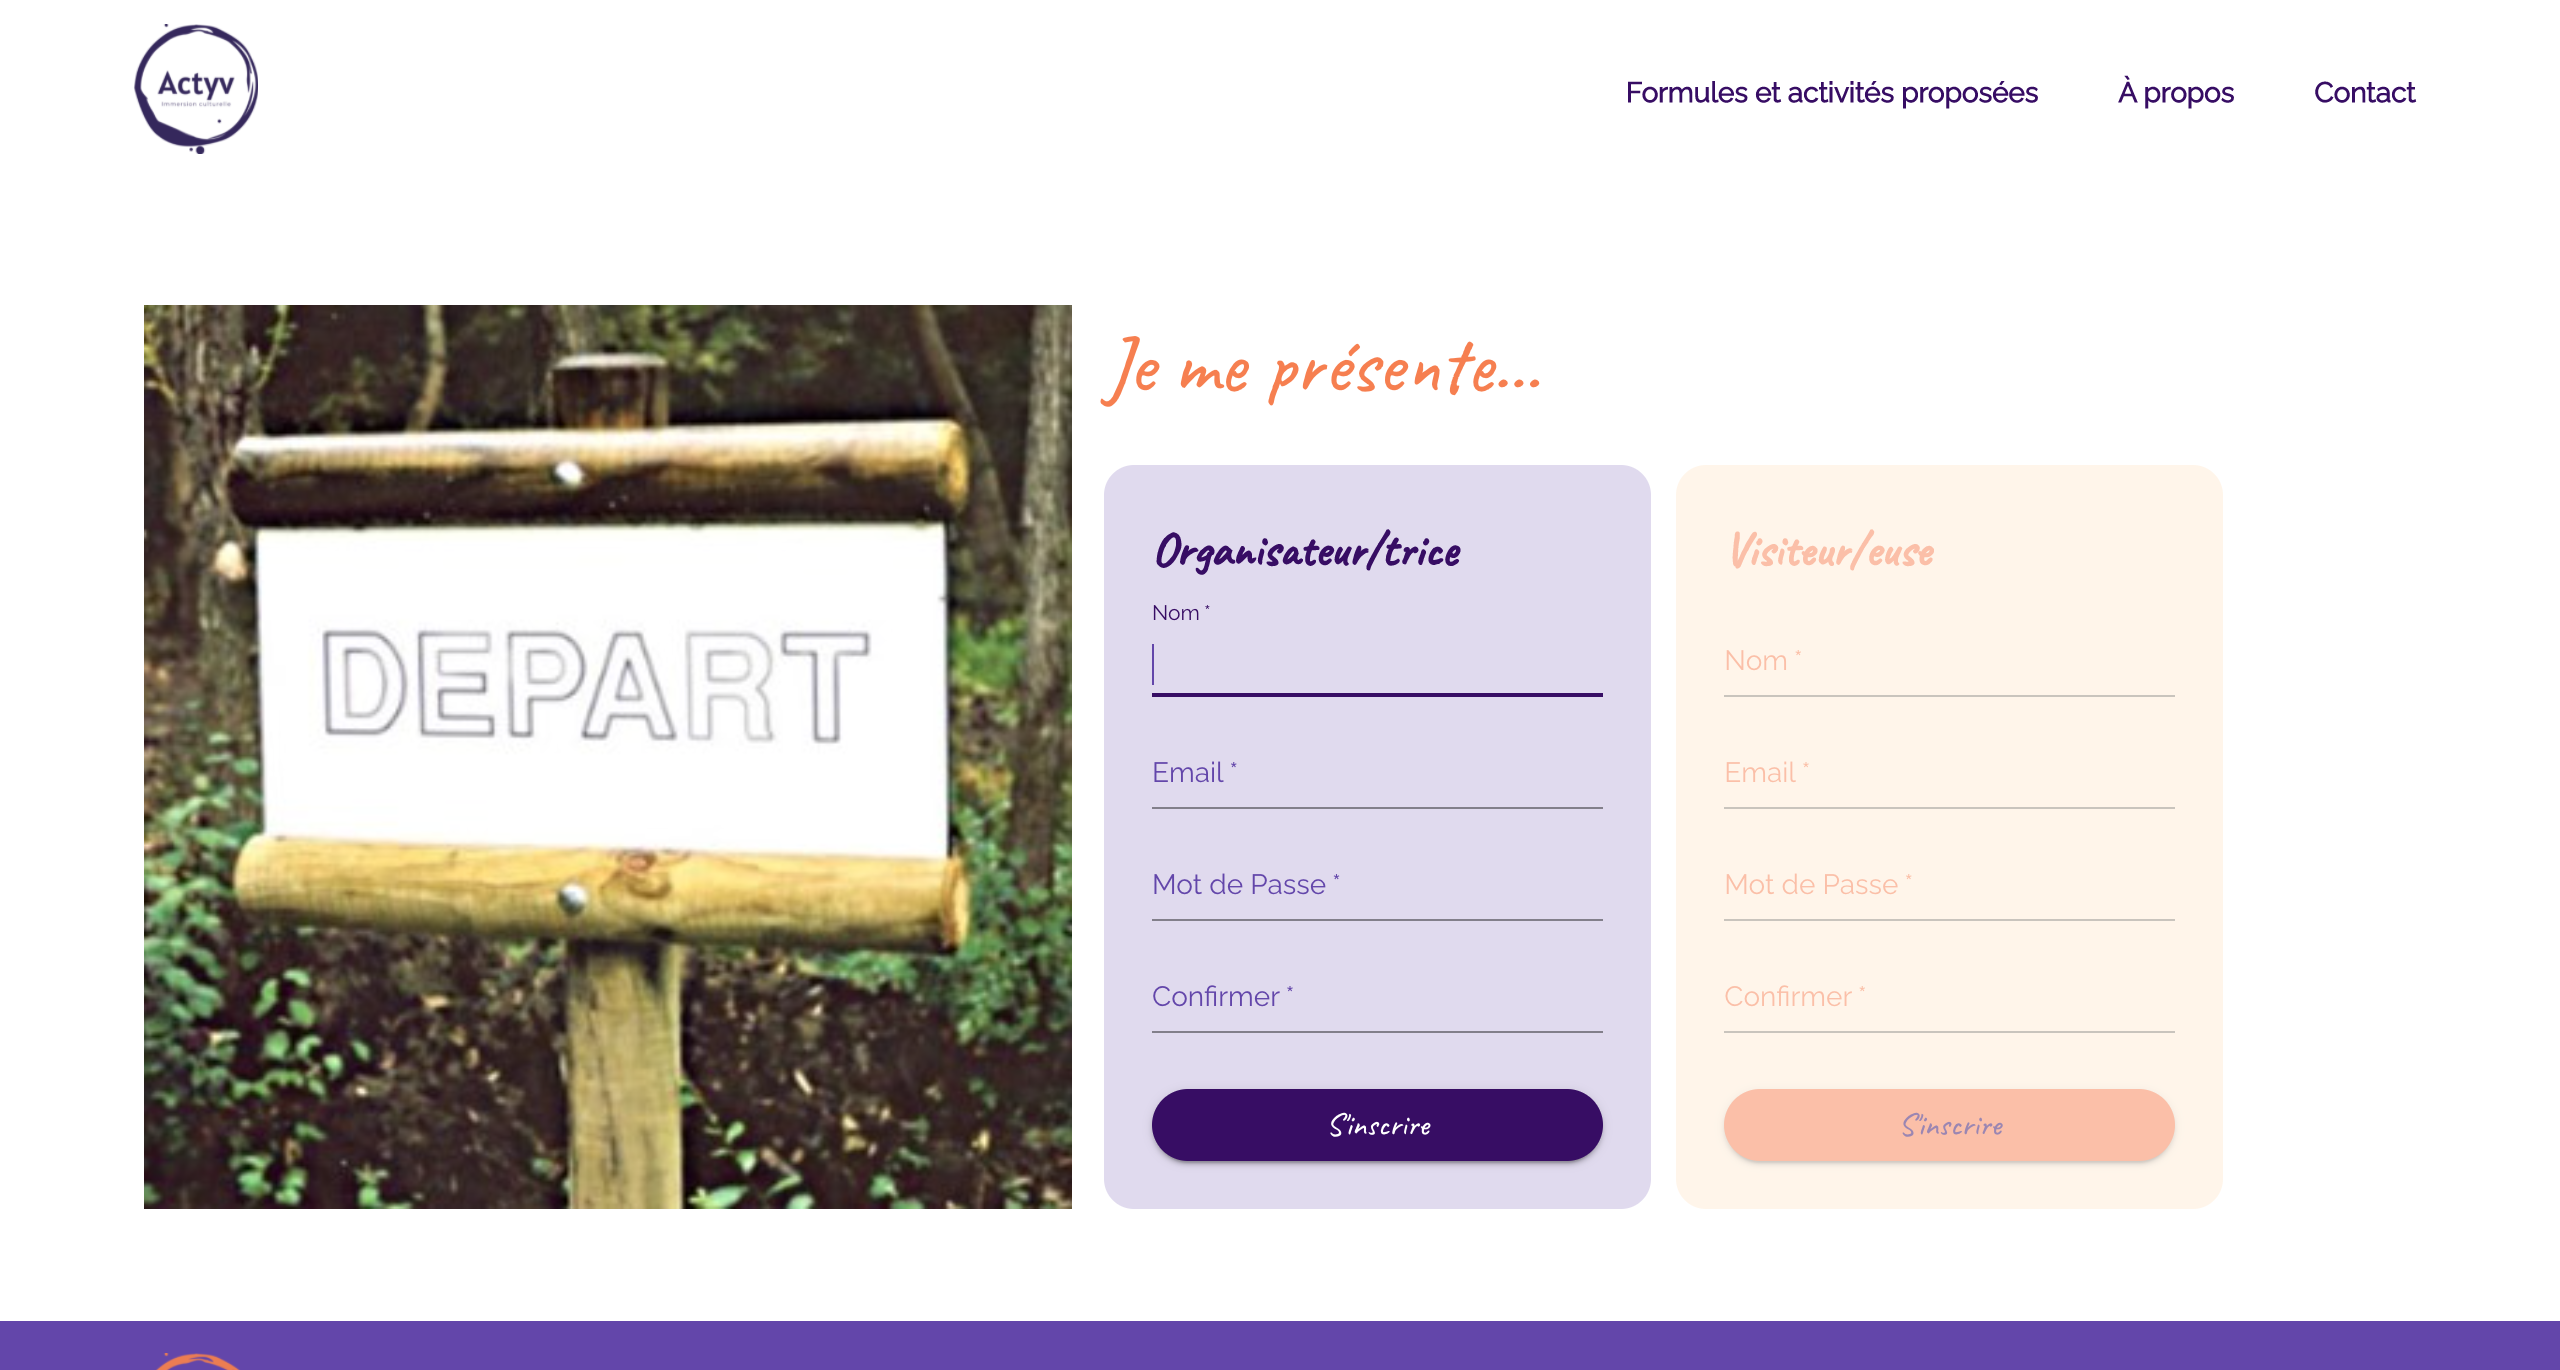 Actyv
Immersion culturelle
Formules et activités proposées
À propos
Contact
DEPART
Je me présente...
Organisateur/trice
Nom *
Email *
Mot de Passe *
Confirmer *
S'inscrire
Visiteur/euse
Nom *
Email *
Mot de Passe *
Confirmer *
S'inscrire